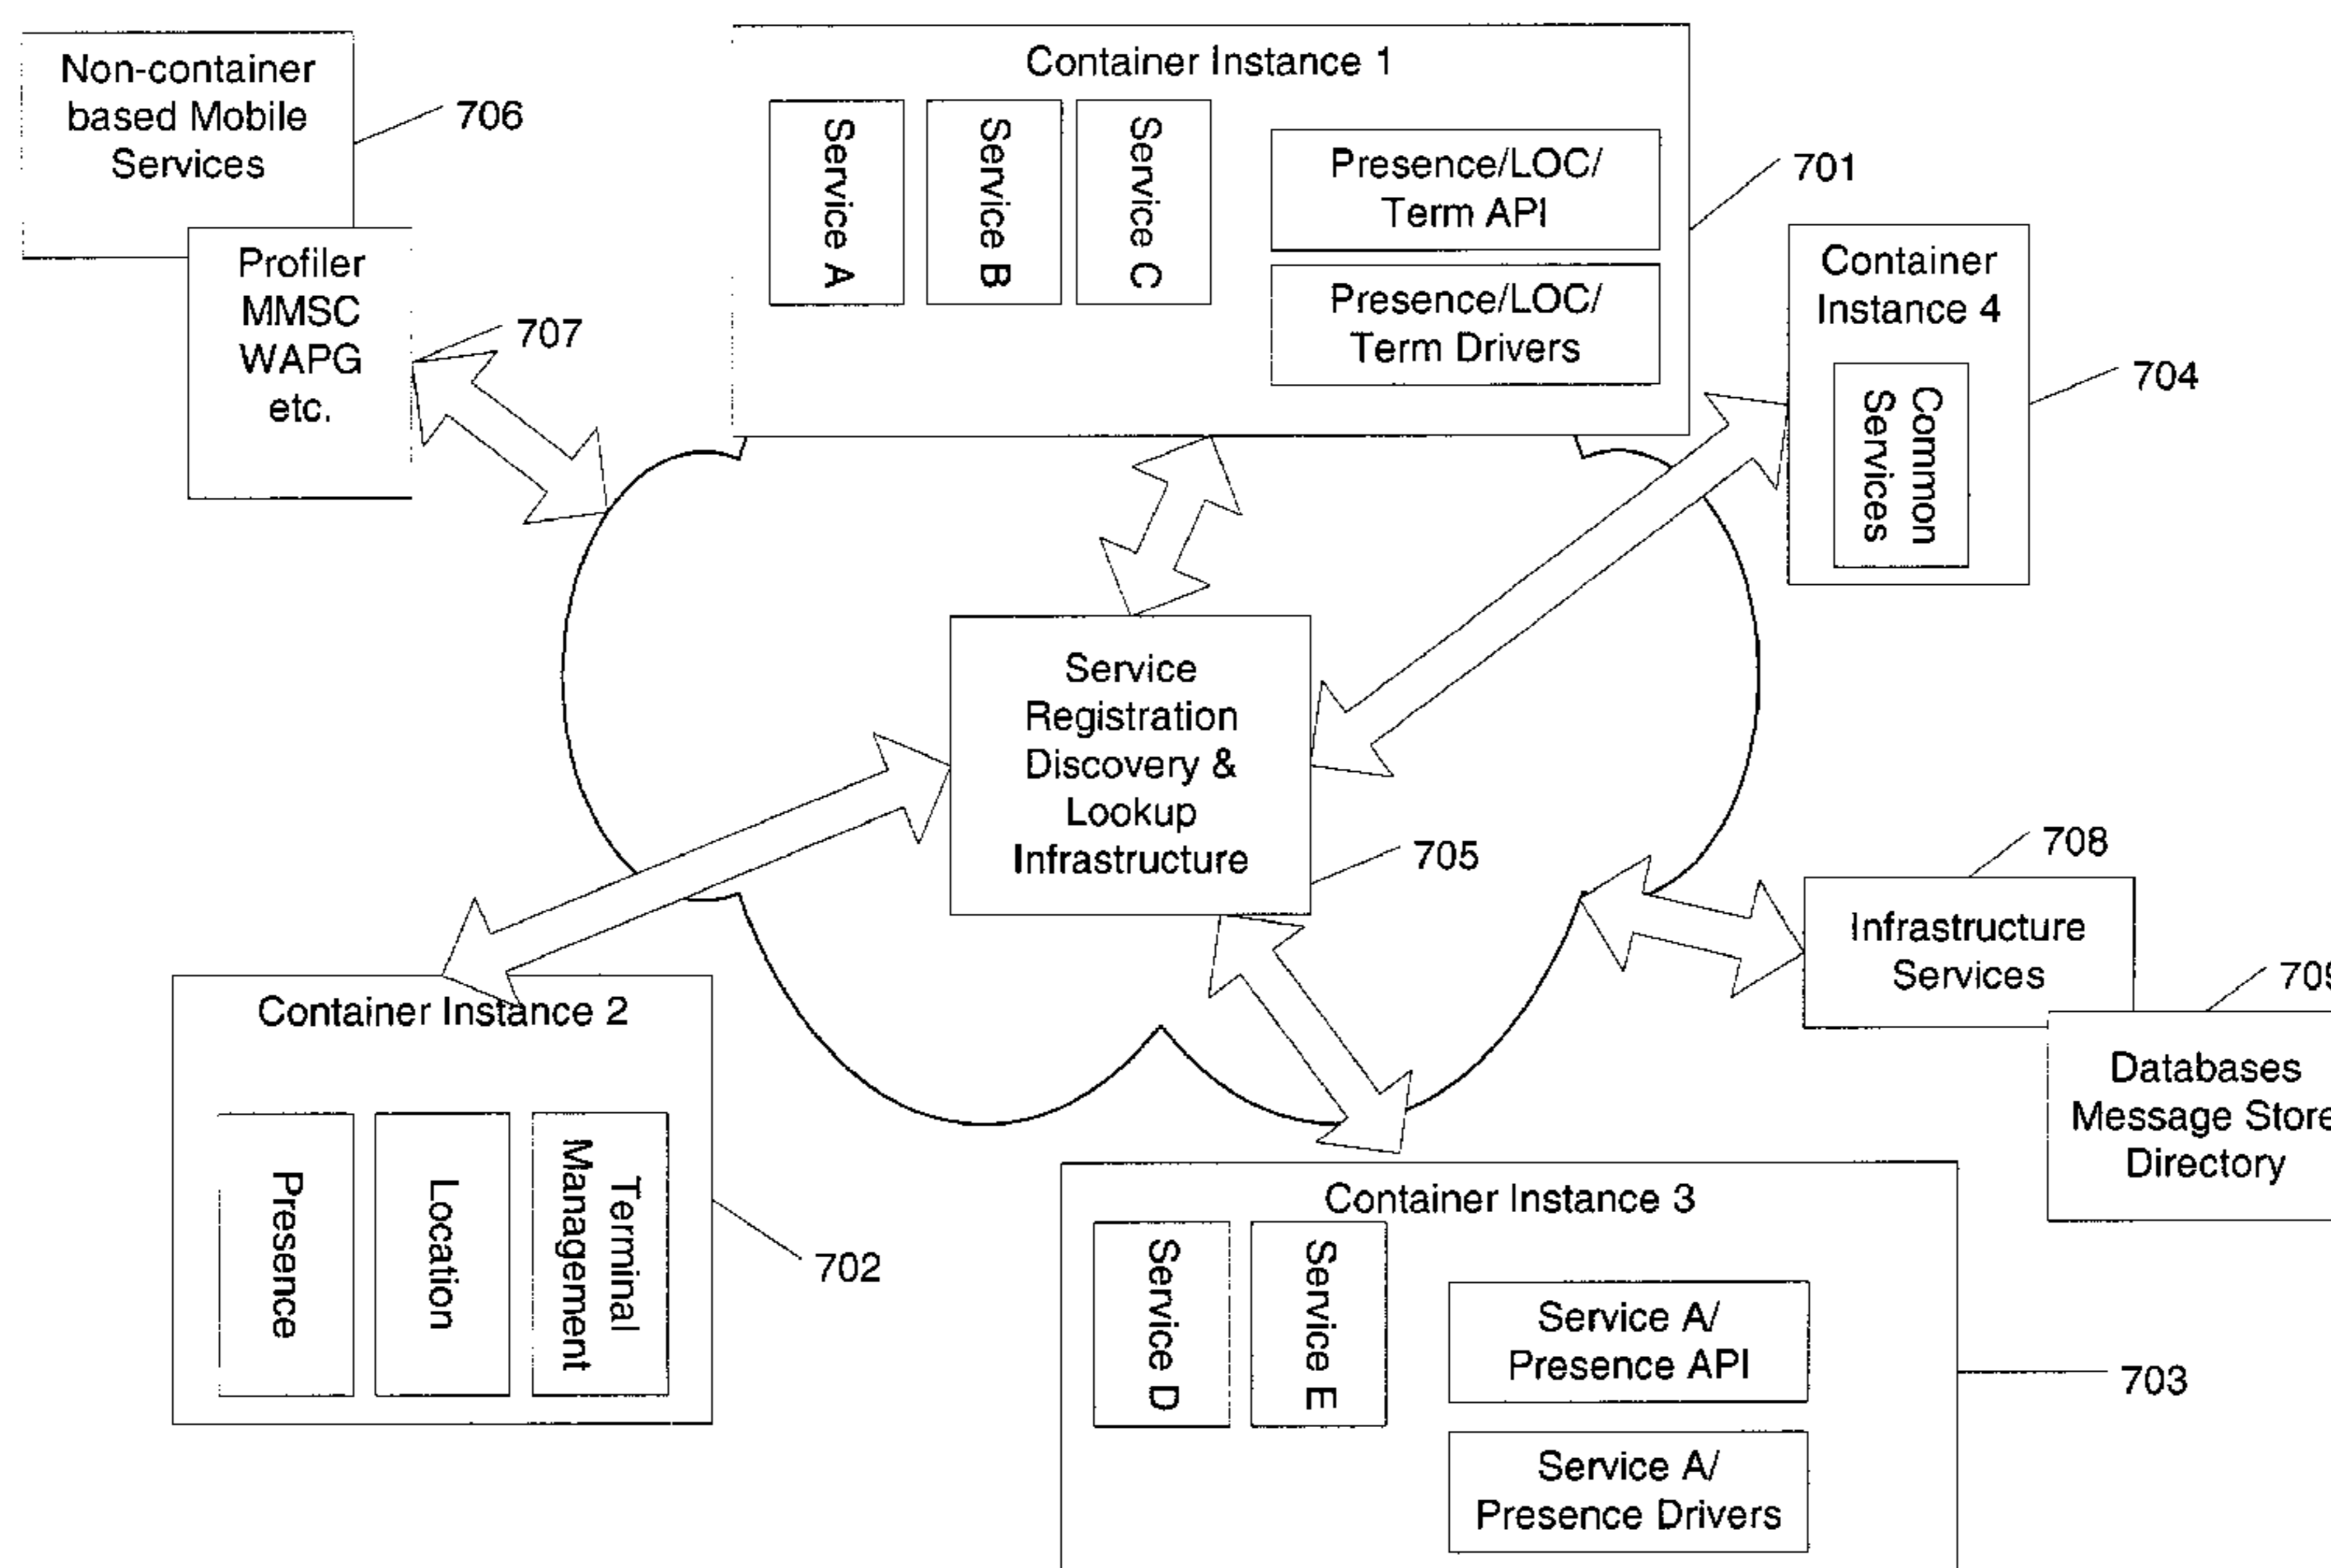 Non-container
based Mobile
Services
706
Profiler
MMSC
WAPG
etc.
707
Container Instance 1
Service A
Service B
Service C
Presence/LOC/
Term API
Presence/LOC/
Term Drivers
701
Container
Instance 4
Common
Services
704
Service
Registration
Discovery &
Lookup
Infrastructure
705
708
Infrastructure
Services
709
Databases
Message Store
Directory
Container Instance 2
Presence
Location
Terminal
Management
702
Container Instance 3
Service D
Service E
Service A/
Presence API
Service A/
Presence Drivers
703